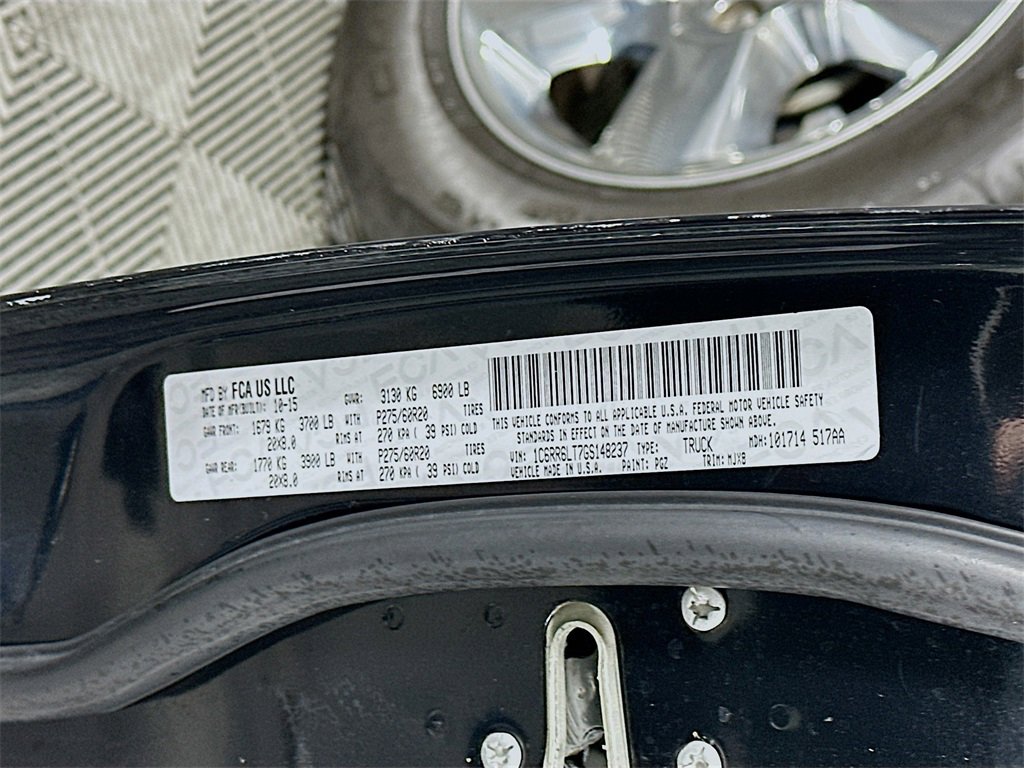 MFD BY FCA US LLC
DATE OF MFR(BUILT): 10-15 GVWR: 3130 KG 6900 LB
GAWR FRONT: 1679 KG 3700 LB WITH P275/60R20 TIRES
20X8.0 RIMS AT 270 KPA ( 39 PSI) COLD
GAWR REAR: 1770 KG 3900 LB WITH P275/60R20 TIRES
20X8.0 RIMS AT 270 KPA ( 39 PSI) COLD
THIS VEHICLE CONFORMS TO ALL APPLICABLE U.S.A. FEDERAL MOTOR VEHICLE SAFETY
STANDARDS IN EFFECT ON THE DATE OF MANUFACTURE SHOWN ABOVE.
VIN: 1C6RR6LT7GS148237 TYPE: TRUCK MDH: 101714 517AA
VEHICLE MADE IN: U.S.A. PAINT: PGZ TRIM: MJX8